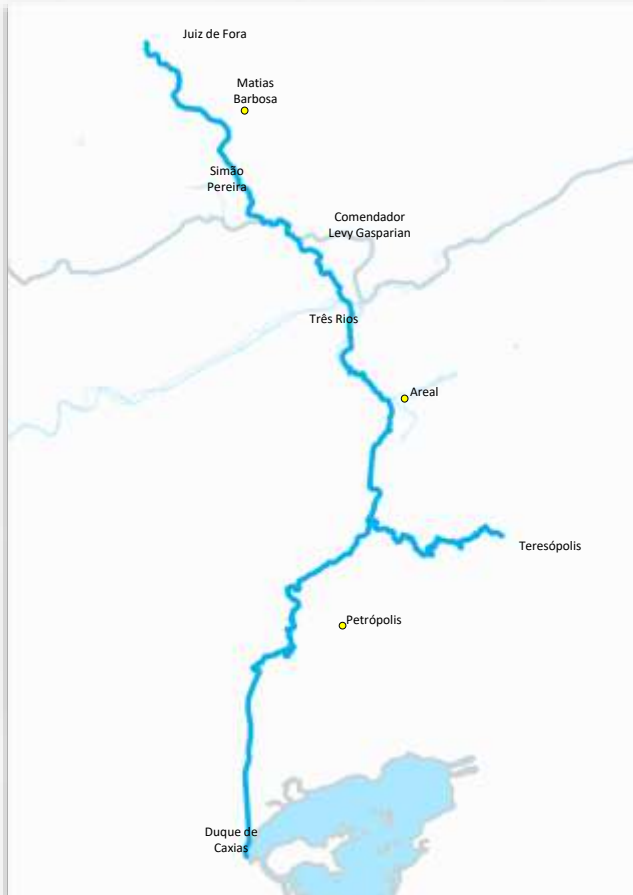 Juiz de Fora
Matias
Barbosa
Simão
Pereira
Comendador
Levy Gasparian
Três Rios
Areal
Teresópolis
Petrópolis
Duque de
Caxias